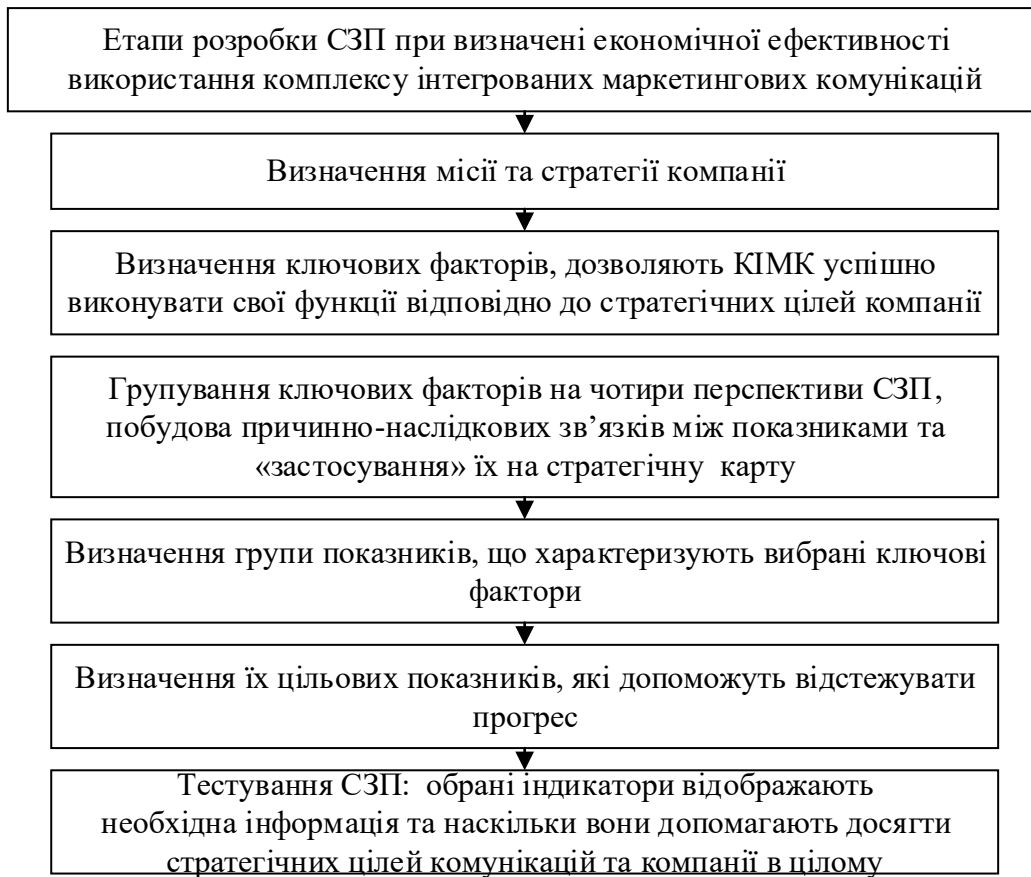 Етапи розробки СЗП при визначені економічної ефективності
використання комплексу інтегрованих маркетингових комунікацій
Визначення місії та стратегії компанії
Визначення ключових факторів, дозволяють КІМК успішно
виконувати свої функції відповідно до стратегічних цілей компанії
Групування ключових факторів на чотири перспективи СЗП,
побудова причинно-наслідкових зв’язків між показниками та
«застосування» їх на стратегічну карту
Визначення групи показників, що характеризують вибрані ключові
фактори
Визначення їх цільових показників, які допоможуть відстежувати
прогрес
Тестування СЗП: обрані індикатори відображають
необхідна інформація та наскільки вони допомагають досягти
стратегічних цілей комунікацій та компанії в цілому